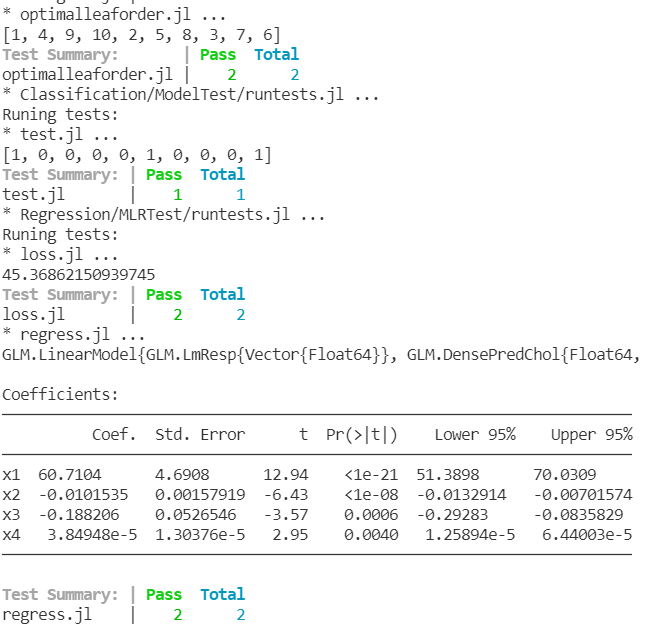 * optimalleaforder.jl ...
[1, 4, 9, 10, 2, 5, 8, 3, 7, 6]
Test Summary:       | Pass  Total
optimalleaforder.jl |    2      2
* Classification/ModelTest/runtests.jl ...
Runing tests:
* test.jl ...
[1, 0, 0, 0, 0, 1, 0, 0, 0, 1]
Test Summary: | Pass  Total
test.jl       |    1      1
* Regression/MLRTest/runtests.jl ...
Runing tests:
* loss.jl ...
45.36862150939745
Test Summary: | Pass  Total
loss.jl       |    2      2
* regress.jl ...
GLM.LinearModel{GLM.LmResp{Vector{Float64}}, GLM.DensePredChol{Float64,
Coefficients:
Coef.  Std. Error      t  Pr(>|t|)    Lower 95%    Upper 95%
x1  60.7104      4.6908      12.94    <1e-21  51.3898      70.0309
x2  -0.0101535   0.00157919  -6.43    <1e-08  -0.0132914   -0.00701574
x3  -0.188206    0.0526546   -3.57    0.0006  -0.29283     -0.0835829
x4   3.84948e-5  1.30376e-5   2.95    0.0040   1.25894e-5   6.44003e-5
Test Summary: | Pass  Total
regress.jl    |    2      2